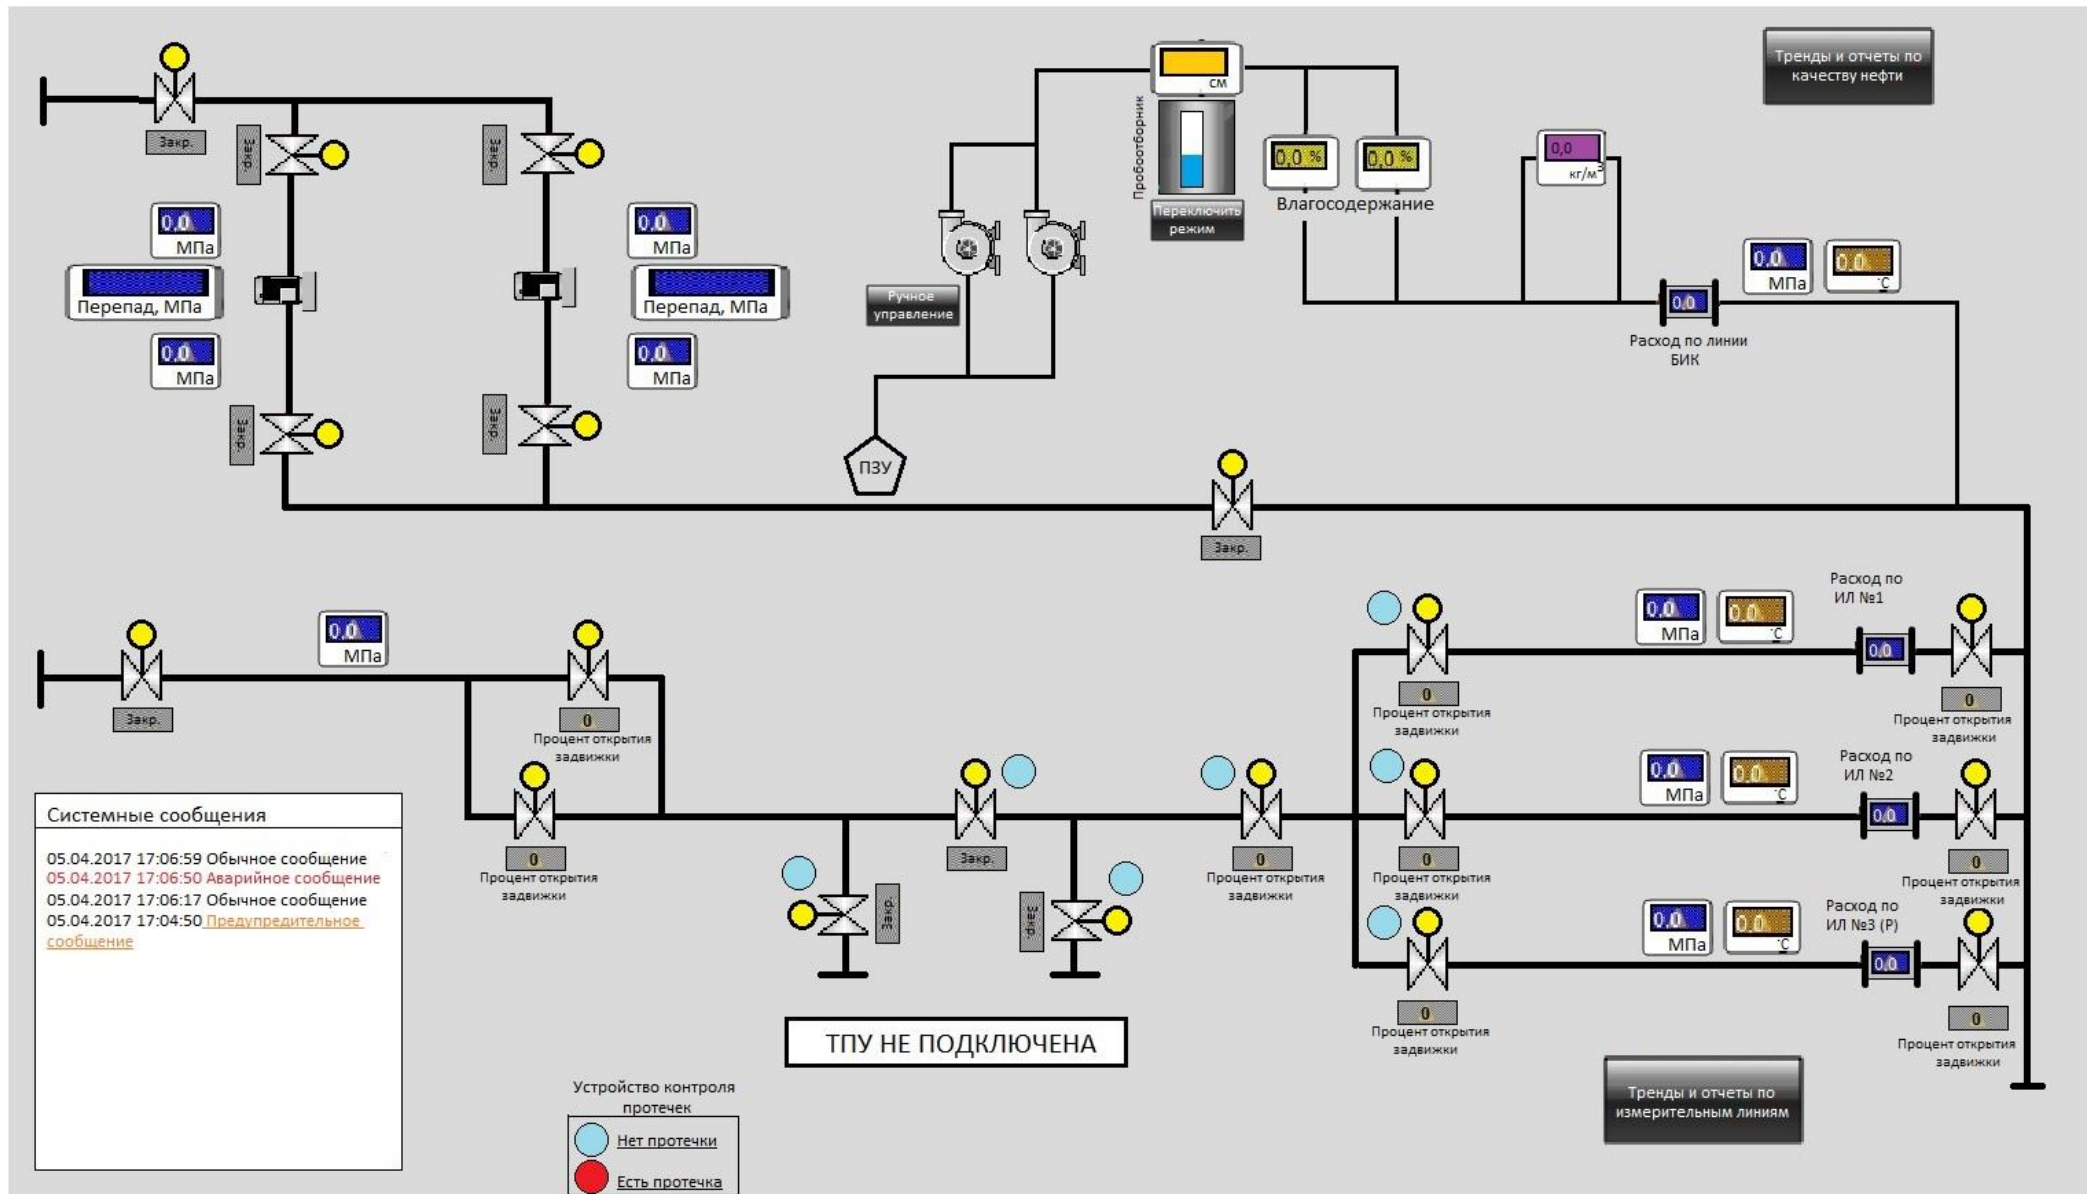 Тренды и отчеты по
качеству нефти
см
Пробоотборник
Закр.
Закр.
Закр.
0,0
кг/м3
0,0 %
0,0 %
Влагосодержание
Переключить
режим
0,0
МПа
0,0
МПа
0,0
МПа
0,0
°С
Перепад, МПа
Перепад, МПа
Ручное
управление
0,0
Расход по линии
БИК
0,0
МПа
0,0
МПа
Закр.
Закр.
ПЗУ
Закр.
Расход по
ИЛ №1
0,0
МПа
0,0
°С
0,0
0,0
МПа
Закр.
0
Процент открытия
задвижки
0
Процент открытия
задвижки
0
Процент открытия
задвижки
Расход по
ИЛ №2
0,0
МПа
0,0
°С
0,0
Системные сообщения
05.04.2017 17:06:59 Обычное сообщение
05.04.2017 17:06:50 Аварийное сообщение
05.04.2017 17:06:17 Обычное сообщение
05.04.2017 17:04:50 Предупредительное
сообщение
0
Процент открытия
задвижки
Закр.
0
Процент открытия
задвижки
0
Процент открытия
задвижки
0
Процент открытия
задвижки
Закр.
Закр.
Расход по
ИЛ №3 (Р)
0,0
МПа
0,0
°С
0,0
0
Процент открытия
задвижки
0
Процент открытия
задвижки
ТПУ НЕ ПОДКЛЮЧЕНА
Тренды и отчеты по
измерительным линиям
Устройство контроля
протечек
Нет протечки
Есть протечка